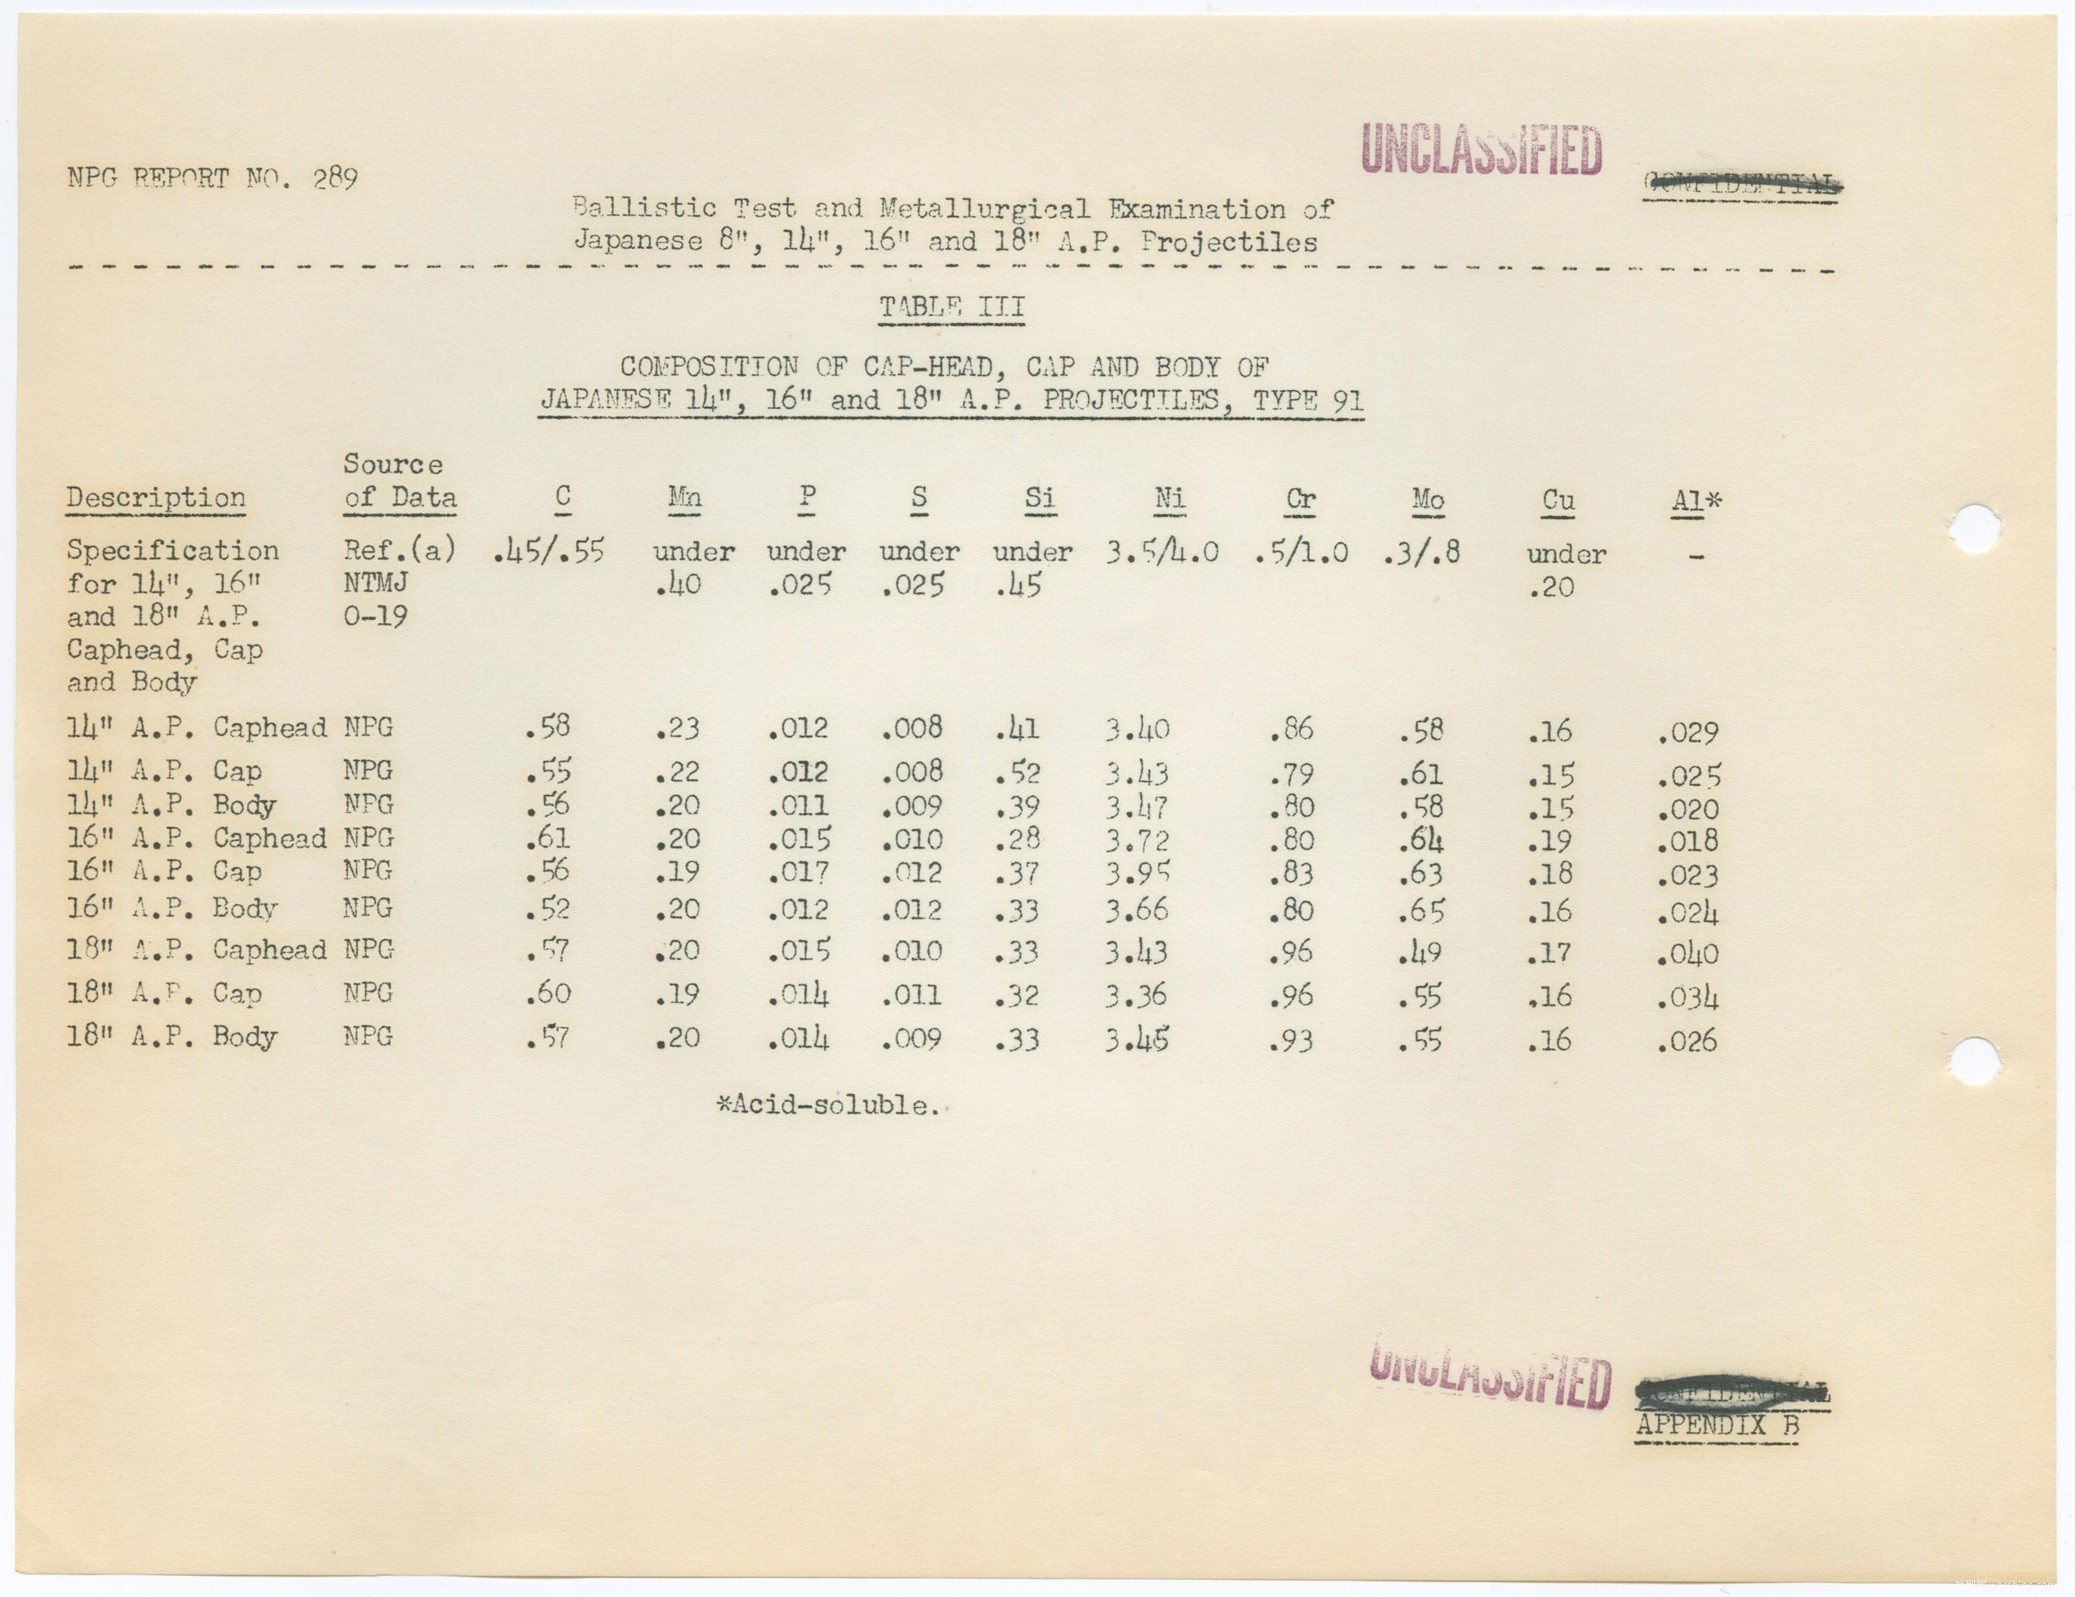 UNCLASSIFIED
NPG REPORT NO. 289
CONFIDENTIAL
Ballistic Test and Metallurgical Examination of
Japanese 8", 14", 16" and 18" A.P. Projectiles
TABLE III
COMPOSITION OF CAP-HEAD, CAP AND BODY OF
JAPANESE 14", 16" and 18" A.P. PROJECTILES, TYPE 91
Source
Description of Data C Mn P S Si Ni Cr Mo Cu Al*
Specification Ref.(a) .45/.55 under under under under 3.5/4.0 .5/1.0 .3/.8 under -
for 14", 16" NTMJ .40 .025 .025 .45 .20
and 18" A.P. 0-19
Caphead, Cap
and Body
14" A.P. Caphead NPG .58 .23 .012 .008 .41 3.40 .86 .58 .16 .029
14" A.P. Cap NPG .55 .22 .012 .008 .52 3.43 .79 .61 .15 .025
14" A.P. Body NPG .56 .20 .011 .009 .39 3.47 .80 .58 .15 .020
16" A.P. Caphead NPG .61 .20 .015 .010 .28 3.72 .80 .64 .19 .018
16" A.P. Cap NPG .56 .19 .017 .012 .37 3.95 .83 .63 .18 .023
16" A.P. Body NPG .52 .20 .012 .012 .33 3.66 .80 .65 .16 .024
18" A.P. Caphead NPG .57 .20 .015 .010 .33 3.43 .96 .49 .17 .040
18" A.P. Cap NPG .60 .19 .014 .011 .32 3.36 .96 .55 .16 .034
18" A.P. Body NPG .57 .20 .014 .009 .33 3.45 .93 .55 .16 .026
*Acid-soluble.
UNCLASSIFIED
CONFIDENTIAL
APPENDIX B